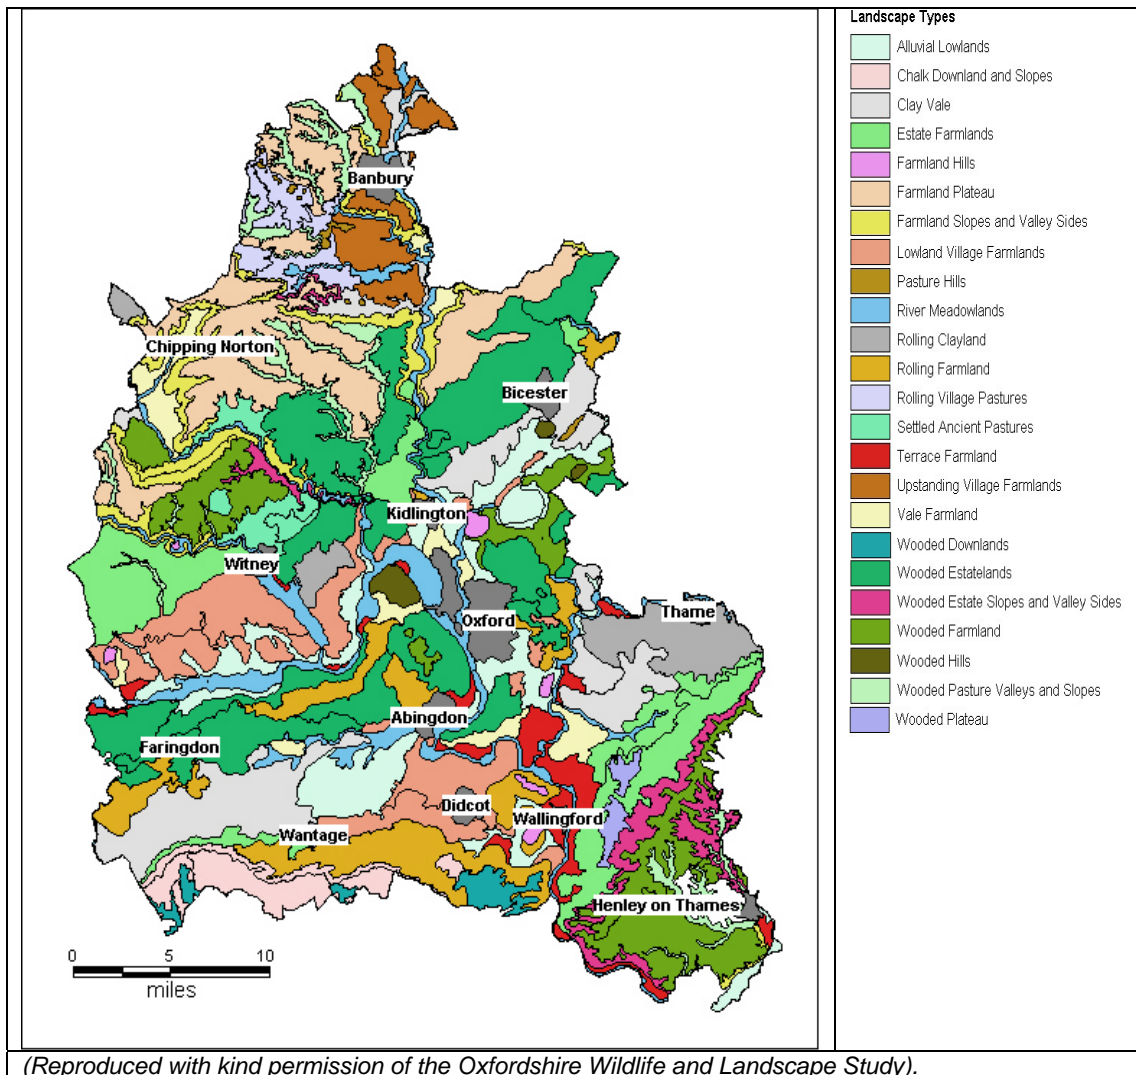 Landscape Types
Alluvial Lowlands
Chalk Downland and Slopes
Clay Vale
Estate Farmlands
Farmland Hills
Farmland Plateau
Farmland Slopes and Valley Sides
Lowland Village Farmlands
Pasture Hills
River Meadowlands
Rolling Clayland
Rolling Farmland
Rolling Village Pastures
Settled Ancient Pastures
Terrace Farmland
Upstanding Village Farmlands
Vale Farmland
Wooded Downlands
Wooded Estatelands
Wooded Estate Slopes and Valley Sides
Wooded Farmland
Wooded Hills
Wooded Pasture Valleys and Slopes
Wooded Plateau
Banbury
Chipping Norton
Bicester
Kidlington
Witney
Oxford
Thame
Abingdon
Faringdon
Didcot
Wallingford
Wantage
Henley on Thames
0 5 10
miles
(Reproduced with kind permission of the Oxfordshire Wildlife and Landscape Study).